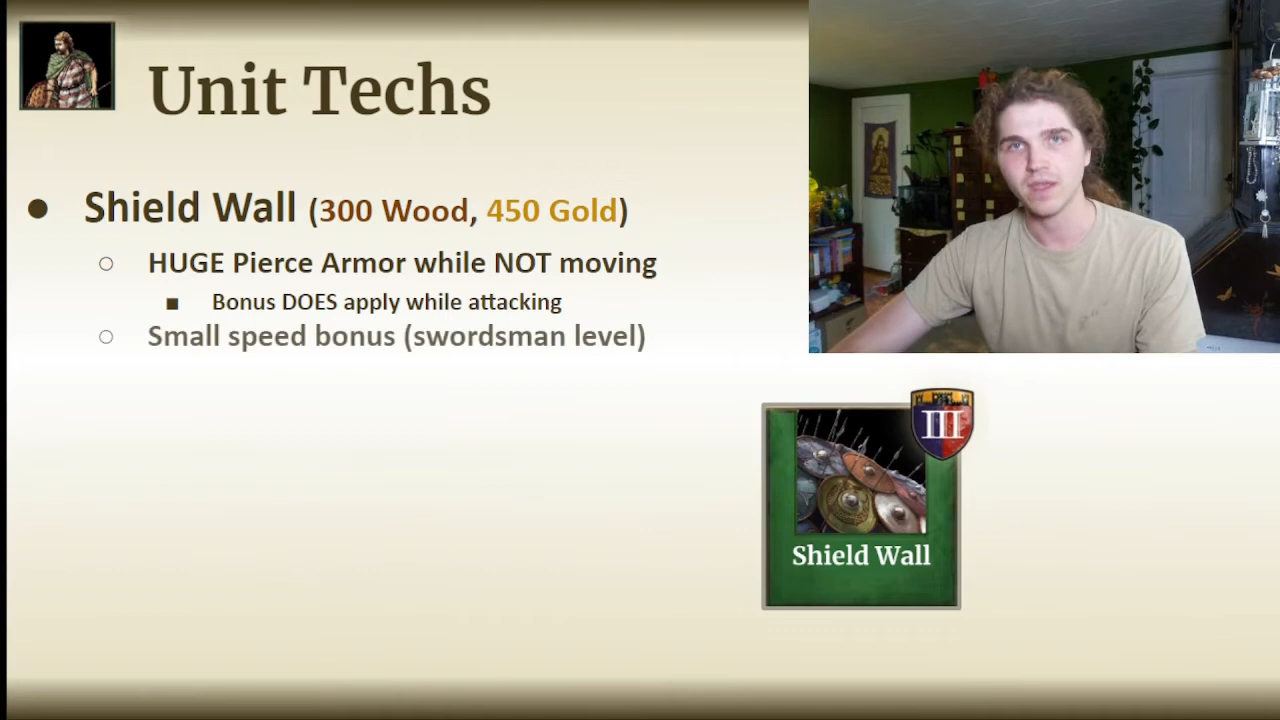 Unit Techs
● Shield Wall (300 Wood, 450 Gold)
○ HUGE Pierce Armor while NOT moving
■ Bonus DOES apply while attacking
○ Small speed bonus (swordsman level)
III
Shield Wall